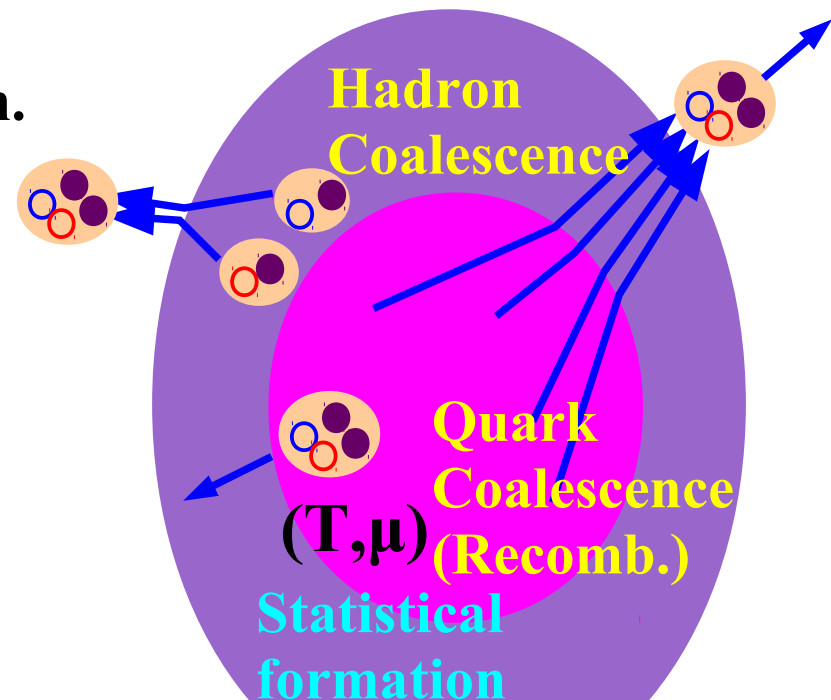 Hadron
Coalescence
n.
Quark
Coalescence
(T,μ)
(Recomb.)
Statistical
formation